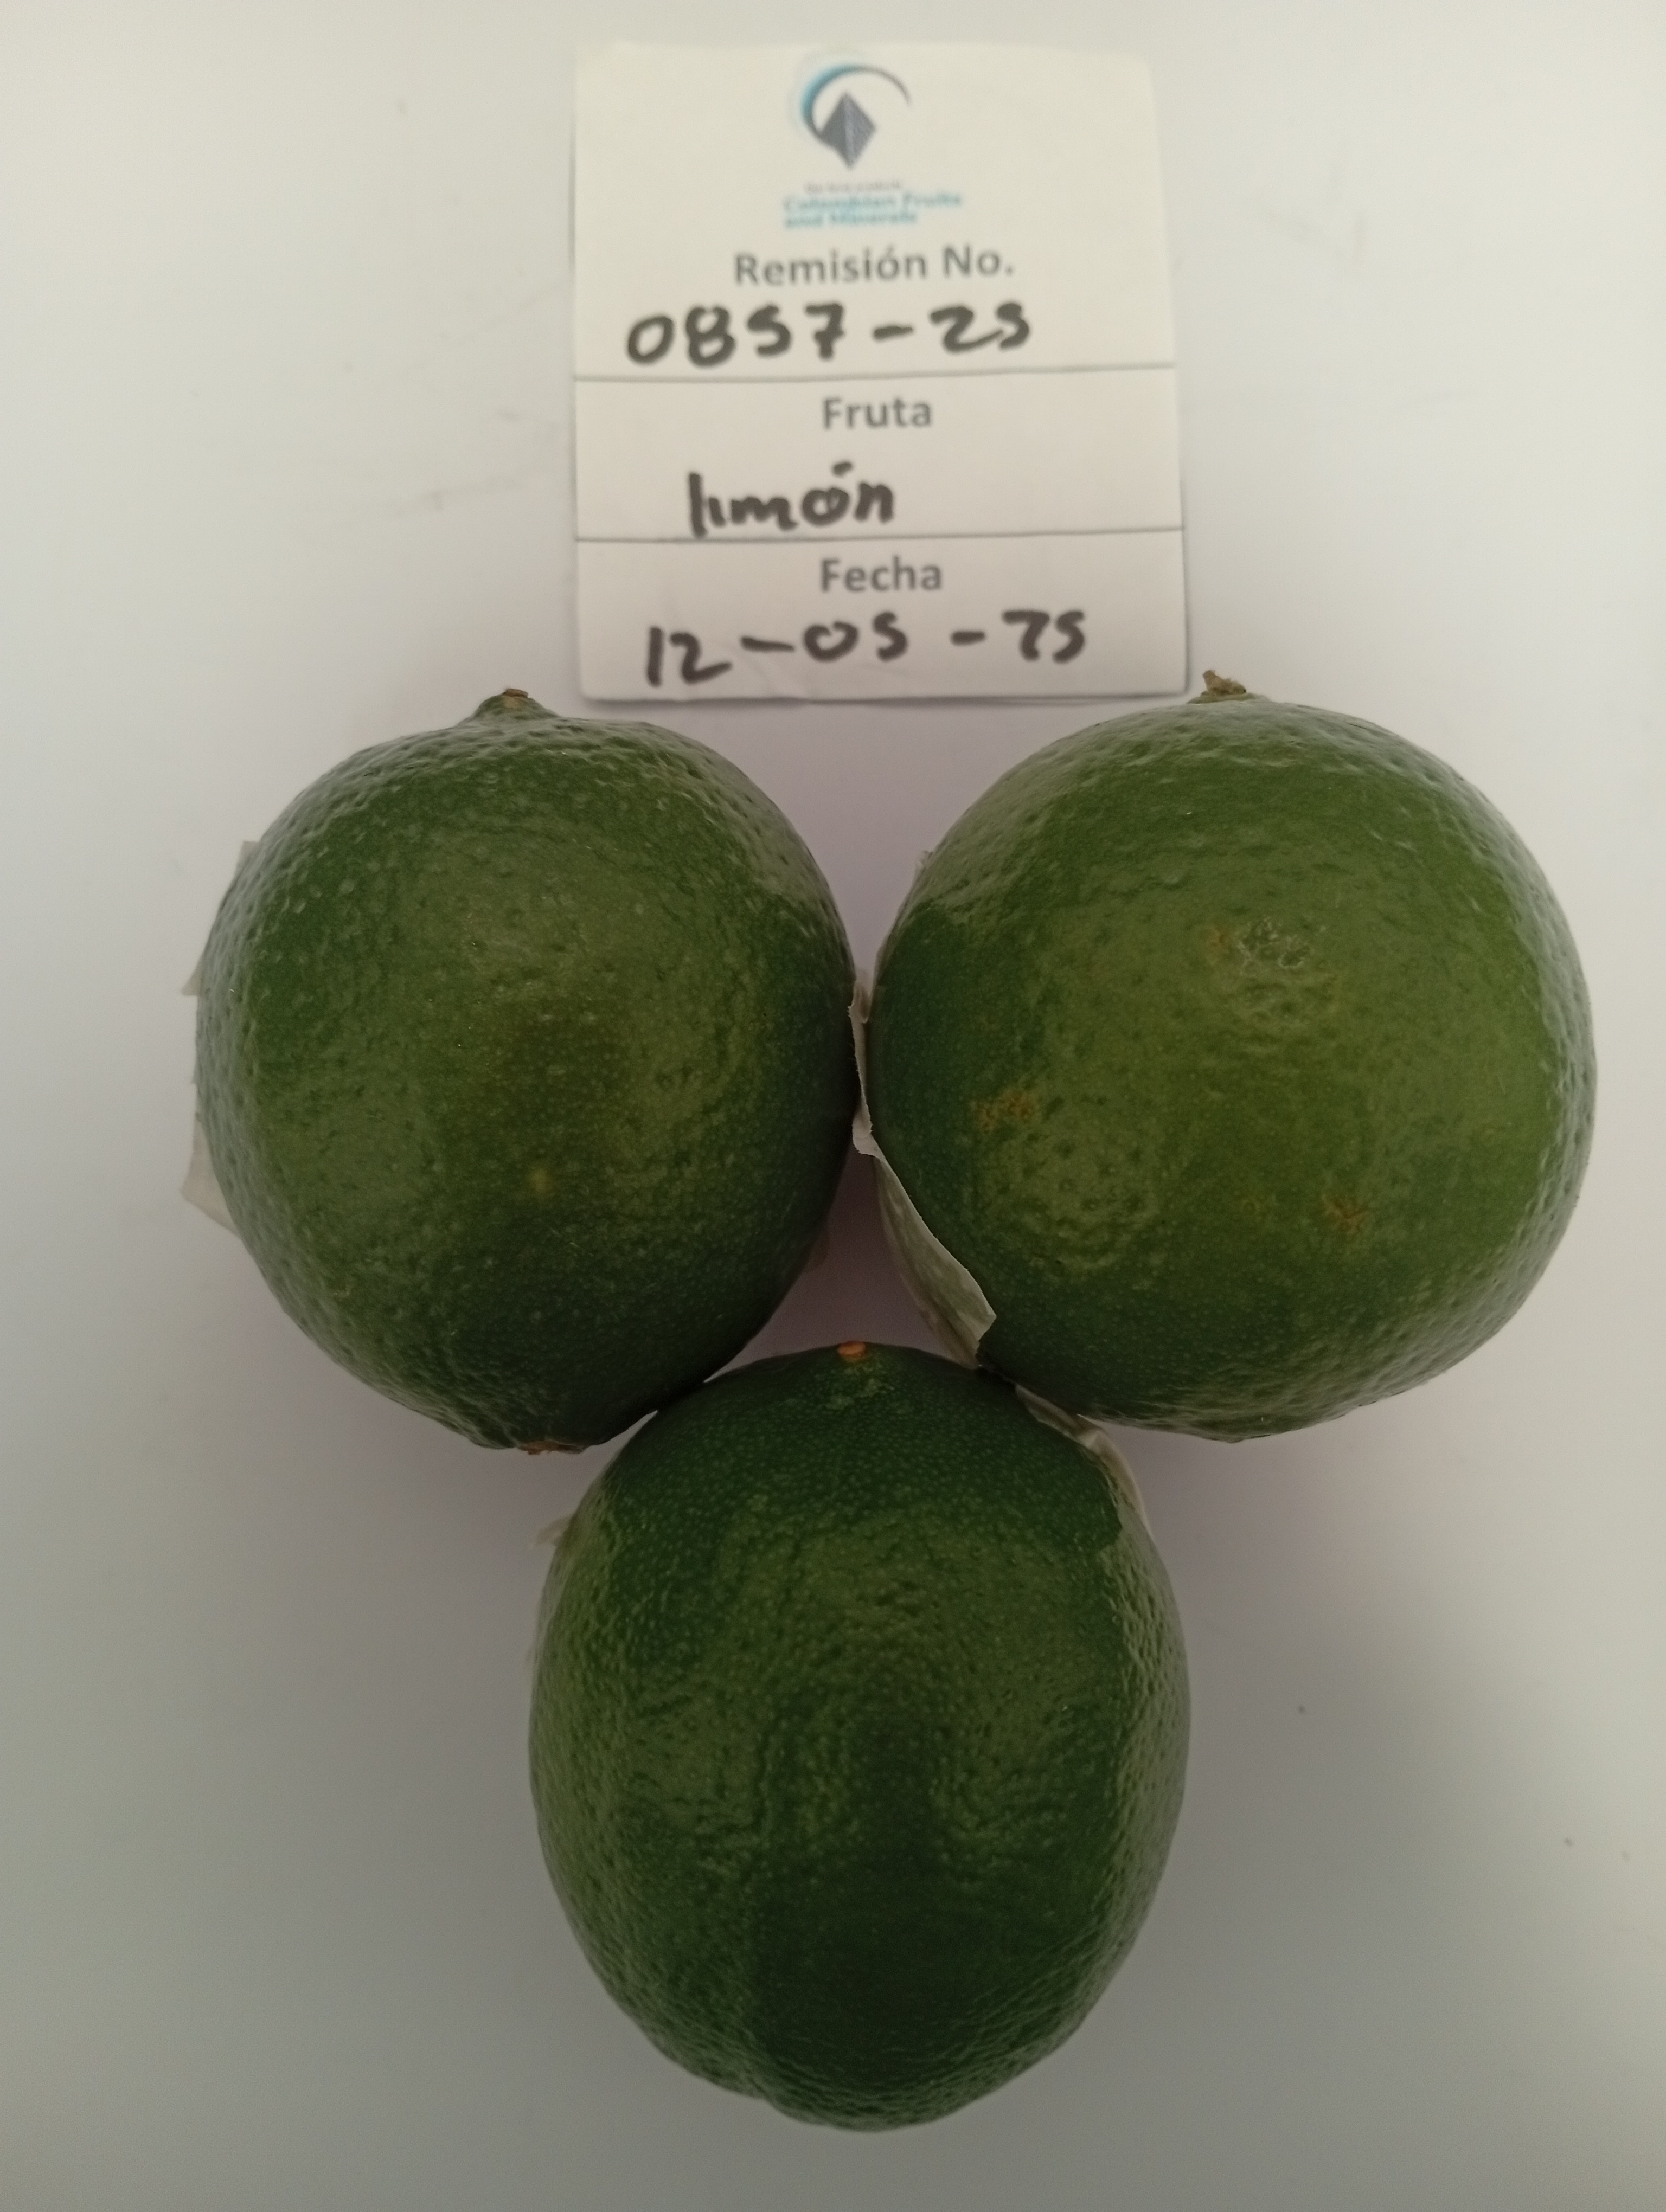 Colombian Fruits
and Minerals
Remisión No.
0857-25
Fruta
limón
Fecha
12-05-25